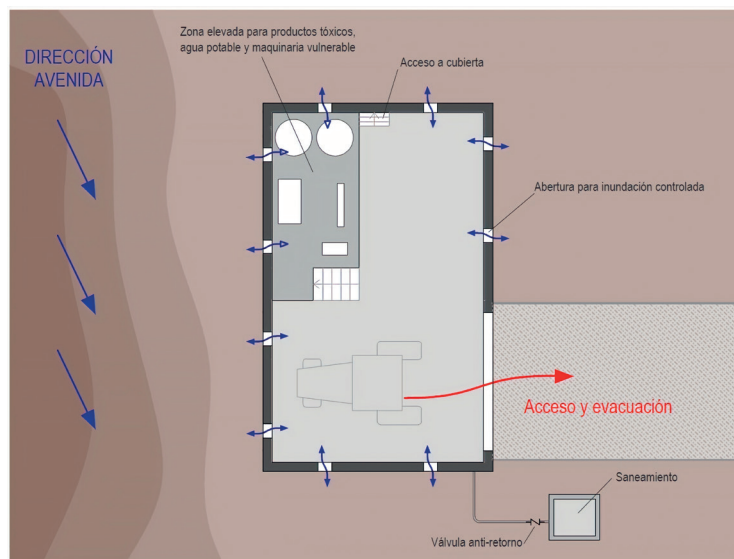 Zona elevada para productos tóxicos,
agua potable y maquinaria vulnerable
DIRECCIÓN
AVENIDA
Acceso a cubierta
Abertura para inundación controlada
Acceso y evacuación
Saneamiento
Válvula anti-retorno